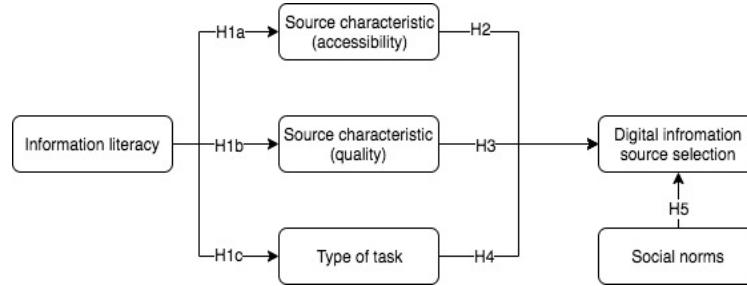 H1a
Source characteristic
(accessibility)
H2
Information literacy
H1b
Source characteristic
(quality)
H3
Digital infromation
source selection
H5
H1c
Type of task
H4
Social norms